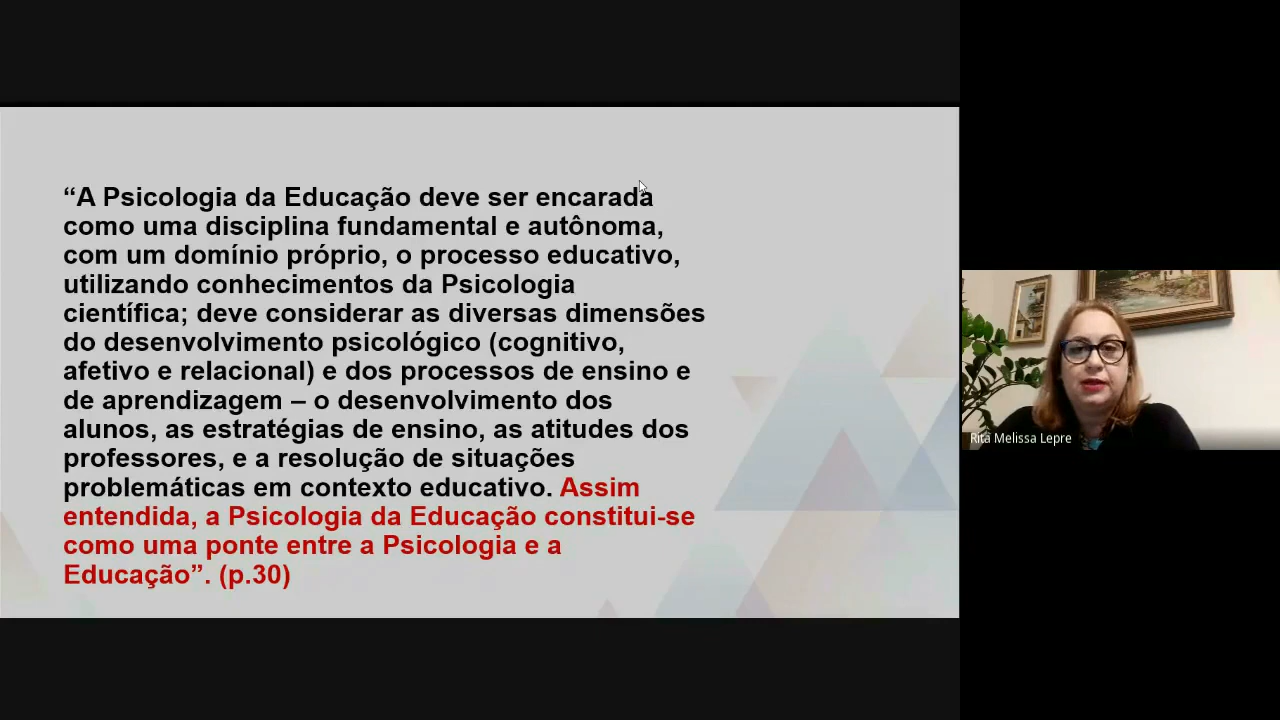 “A Psicologia da Educação deve ser encarada
como uma disciplina fundamental e autônoma,
com um domínio próprio, o processo educativo,
utilizando conhecimentos da Psicologia
científica; deve considerar as diversas dimensões
do desenvolvimento psicológico (cognitivo,
afetivo e relacional) e dos processos de ensino e
de aprendizagem – o desenvolvimento dos
alunos, as estratégias de ensino, as atitudes dos
professores, e a resolução de situações
problemáticas em contexto educativo. Assim
entendida, a Psicologia da Educação constitui-se
como uma ponte entre a Psicologia e a
Educação”. (p.30)
Rita Melissa Lepre